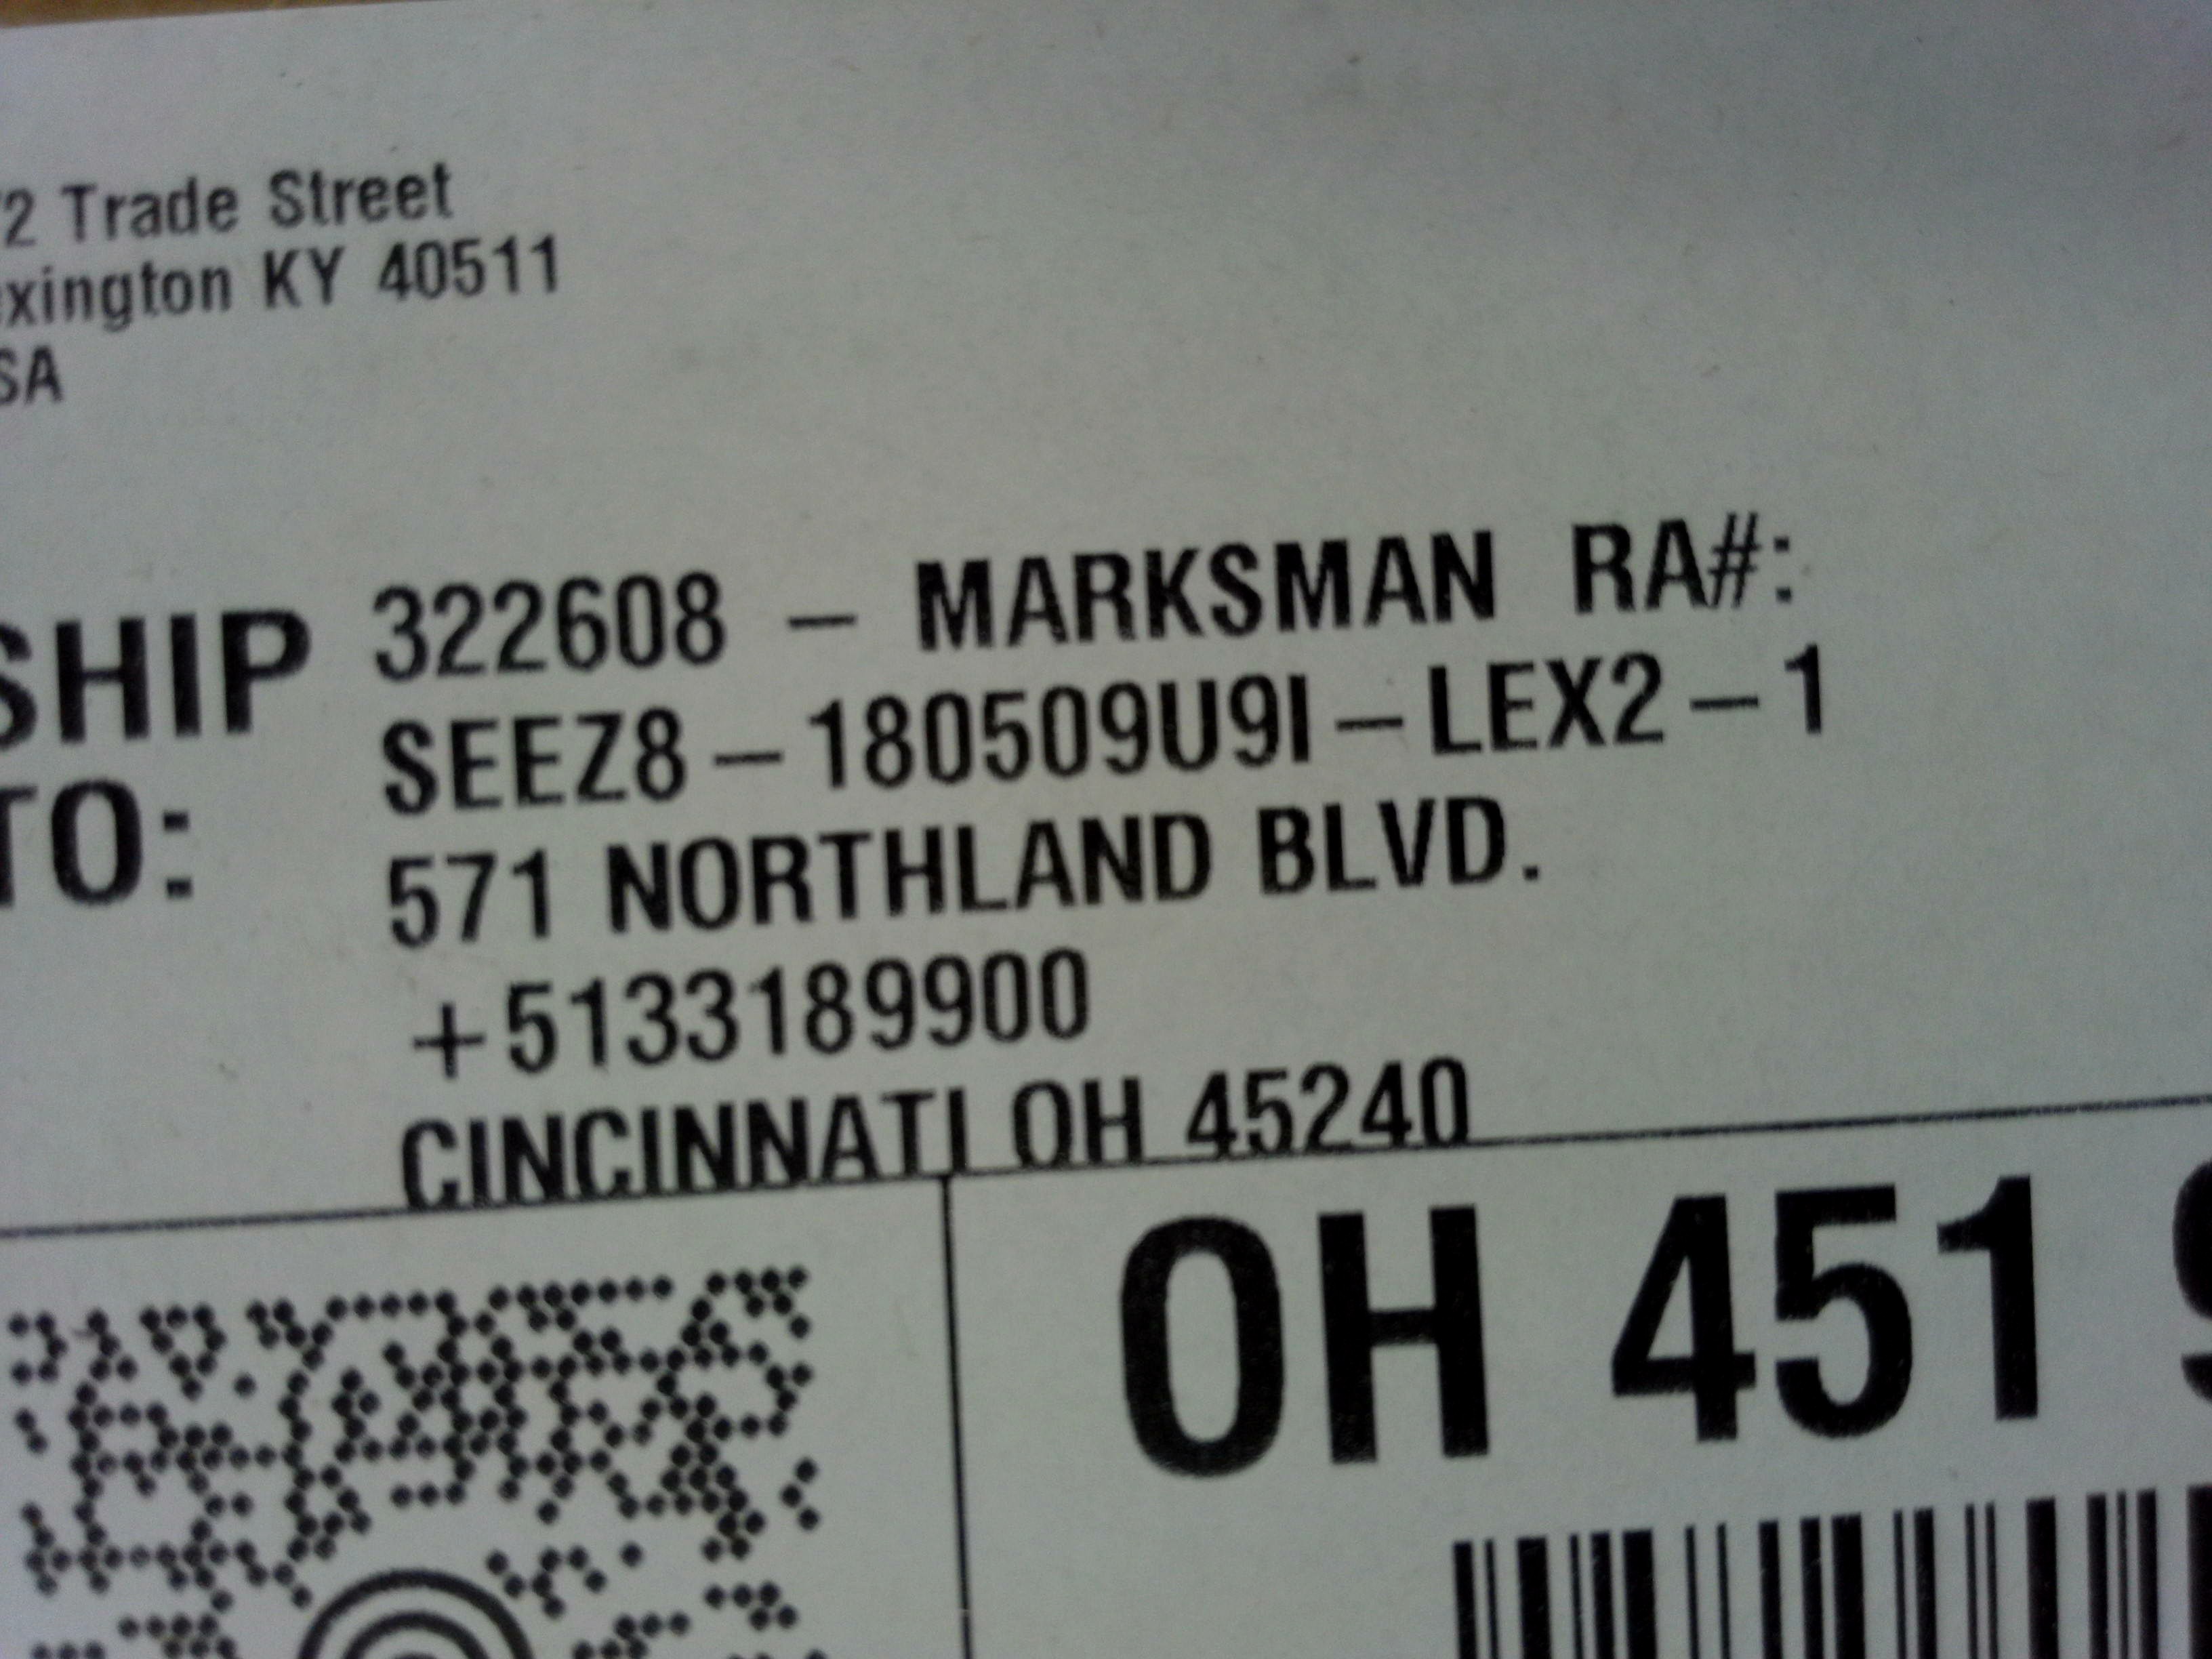 2 Trade Street
xington KY 40511
SA
SHIP TO:
322608 – MARKSMAN RA#:
SEEZ8–180509U9I–LEX2–1
571 NORTHLAND BLVD.
+5133189900
CINCINNATI OH 45240
OH 451